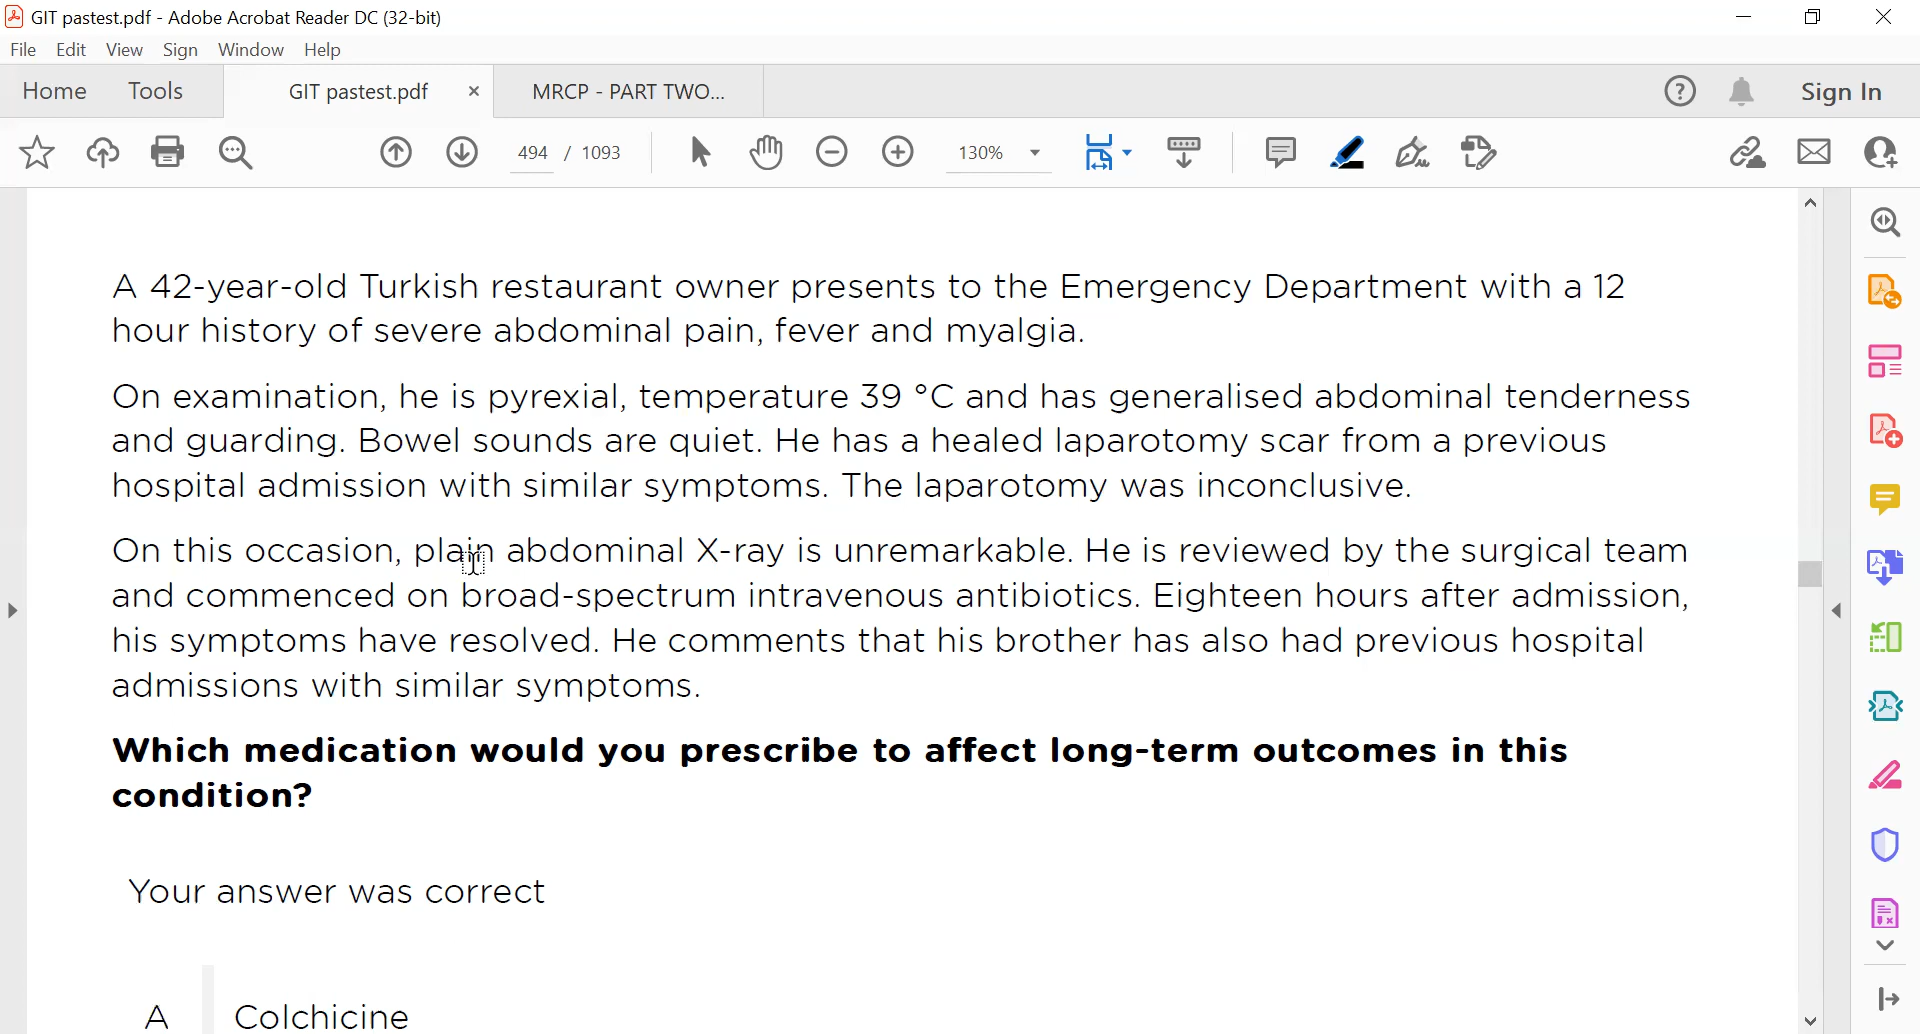 GIT pastest.pdf - Adobe Acrobat Reader DC (32-bit)
File Edit View Sign Window Help
Home Tools GIT pastest.pdf × MRCP - PART TWO... Sign In
494 / 1093 130%
A 42-year-old Turkish restaurant owner presents to the Emergency Department with a 12
hour history of severe abdominal pain, fever and myalgia.
On examination, he is pyrexial, temperature 39 °C and has generalised abdominal tenderness
and guarding. Bowel sounds are quiet. He has a healed laparotomy scar from a previous
hospital admission with similar symptoms. The laparotomy was inconclusive.
On this occasion, plain abdominal X-ray is unremarkable. He is reviewed by the surgical team
and commenced on broad-spectrum intravenous antibiotics. Eighteen hours after admission,
his symptoms have resolved. He comments that his brother has also had previous hospital
admissions with similar symptoms.
Which medication would you prescribe to affect long-term outcomes in this
condition?
Your answer was correct
A Colchicine